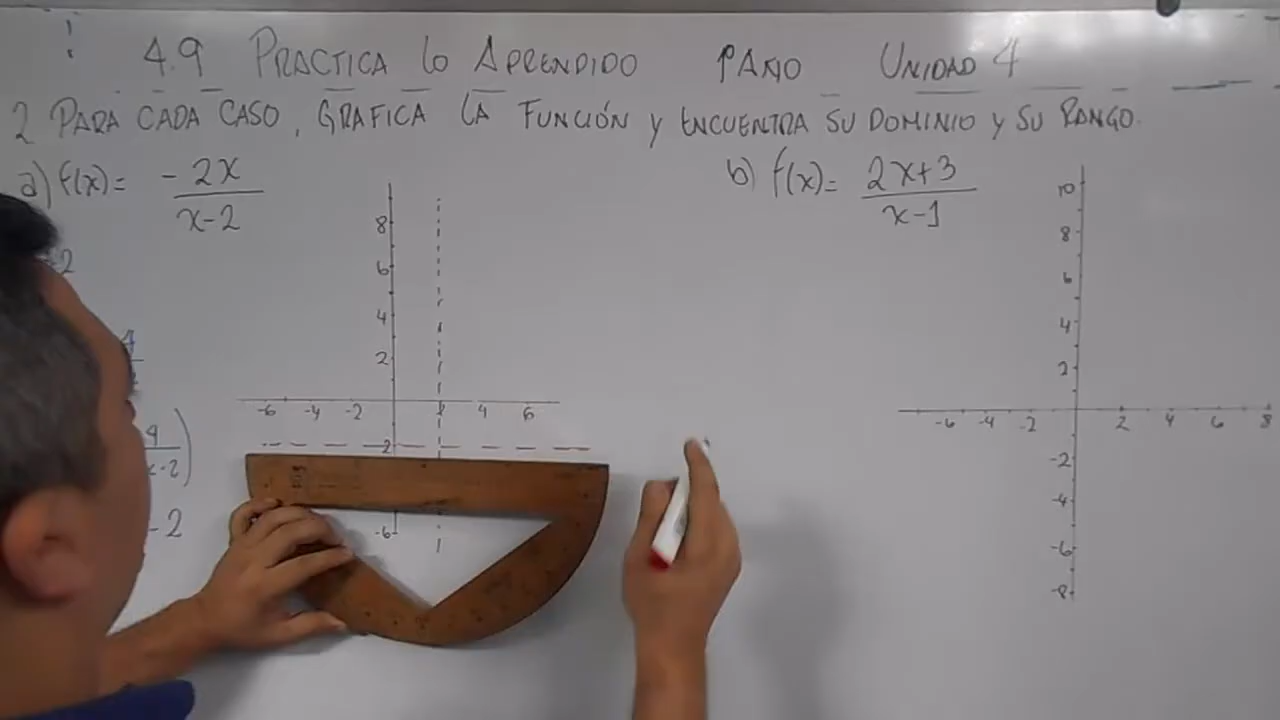 4.9 PRACTICA lo APRENDIDO 1º AÑO UNIDAD 4
2 PARA CADA CASO, GRAFICA LA FUNCIÓN y ENCUENTRA SU DOMINIO y SU RANGO.
a) f(x)= -2x
x-2
b) f(x)= 2x+3
x-1
8
6
4
2
-6 -4 -2 2 4 6
-2
-6
10
8
6
4
2
-6 -4 -2 2 4 6 8
-2
-4
-6
-8